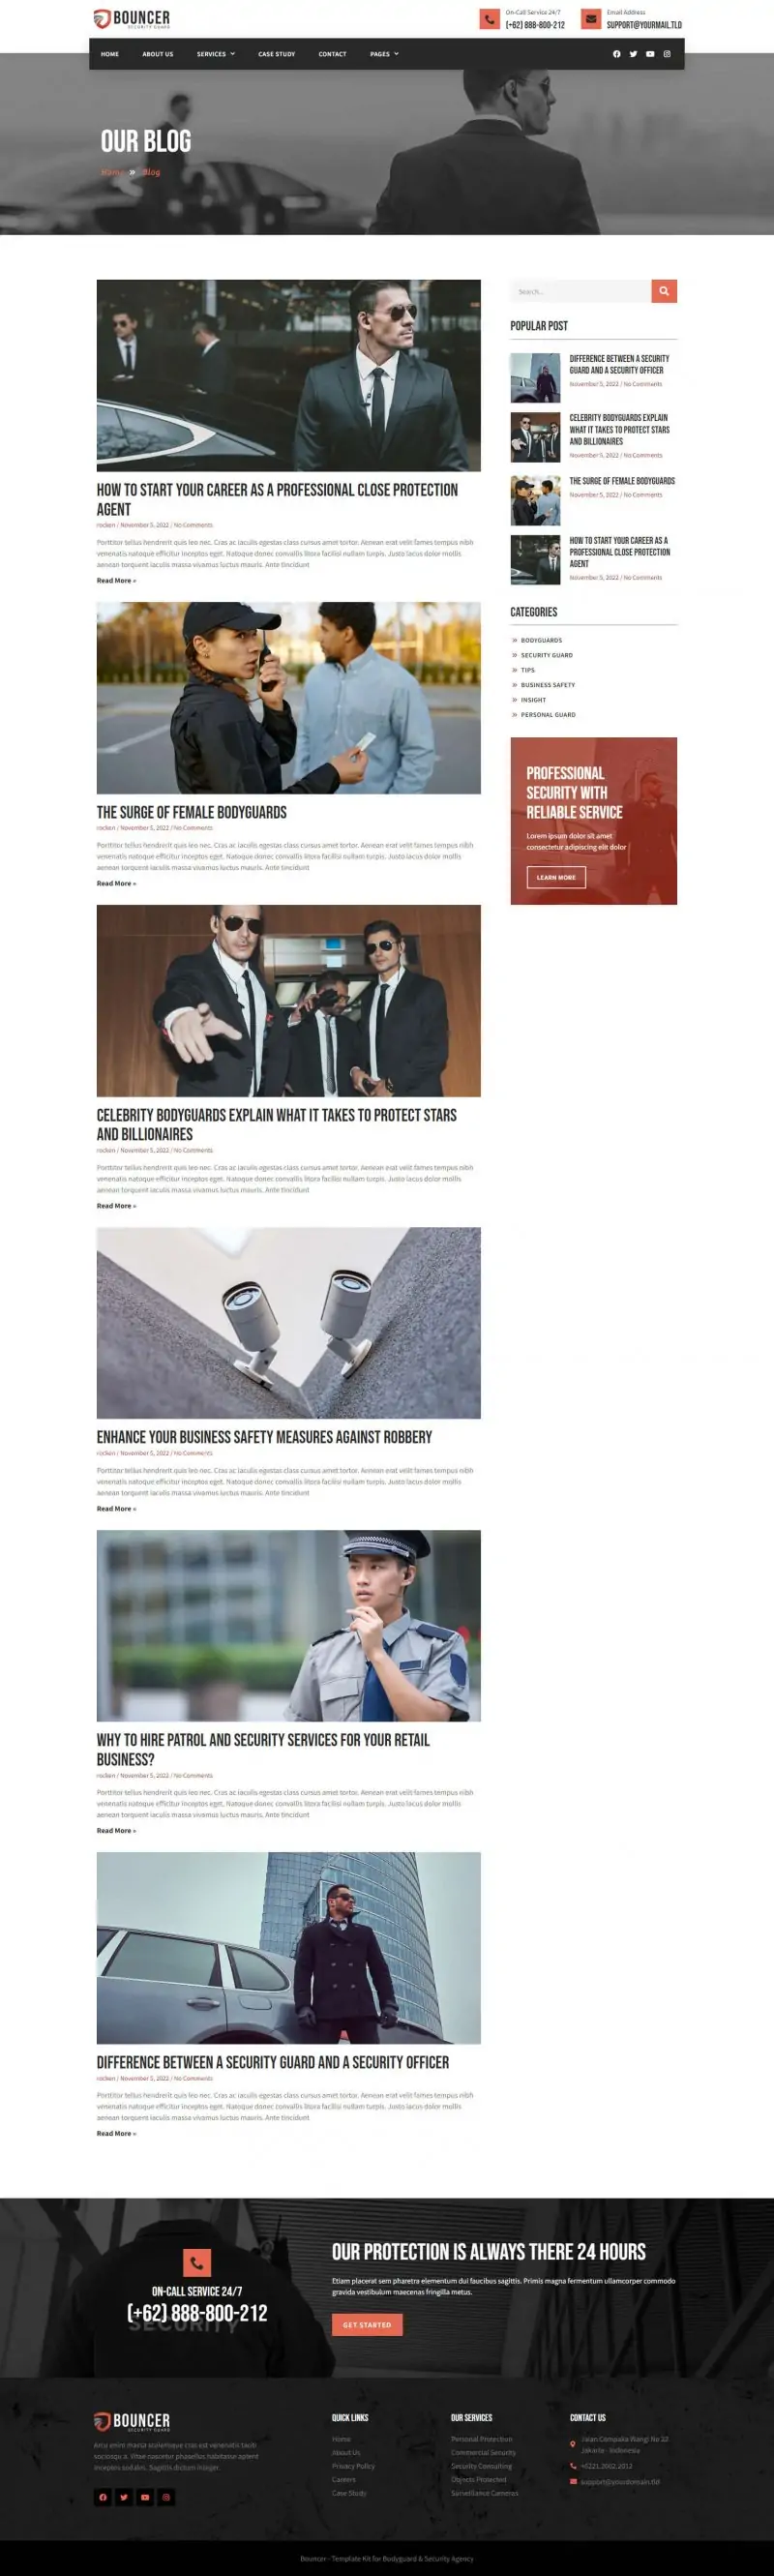 BOUNCER
SECURITY GUARD
On-Call Service 24/7
(+62) 888-800-212
Email Address
SUPPORT@YOURMAIL.TLD
HOME
ABOUT US
SERVICES
CASE STUDY
CONTACT
PAGES
OUR BLOG
Home » Blog
HOW TO START YOUR CAREER AS A PROFESSIONAL CLOSE PROTECTION
AGENT
rocken / November 5, 2022 / No Comments
Porttitor tellus hendrerit quis leo nec. Cras ac iaculis egestas class cursus amet tortor. Aenean erat velit fames tempus nibh
venenatis natoque efficitur inceptos eget. Natoque donec convallis litora facilisi nullam turpis. Justo lacus dolor mollis
aenean torquent iaculis massa vivamus luctus mauris. Ante tincidunt
Read More »
THE SURGE OF FEMALE BODYGUARDS
rocken / November 5, 2022 / No Comments
Porttitor tellus hendrerit quis leo nec. Cras ac iaculis egestas class cursus amet tortor. Aenean erat velit fames tempus nibh
venenatis natoque efficitur inceptos eget. Natoque donec convallis litora facilisi nullam turpis. Justo lacus dolor mollis
aenean torquent iaculis massa vivamus luctus mauris. Ante tincidunt
Read More »
CELEBRITY BODYGUARDS EXPLAIN WHAT IT TAKES TO PROTECT STARS
AND BILLIONAIRES
rocken / November 5, 2022 / No Comments
Porttitor tellus hendrerit quis leo nec. Cras ac iaculis egestas class cursus amet tortor. Aenean erat velit fames tempus nibh
venenatis natoque efficitur inceptos eget. Natoque donec convallis litora facilisi nullam turpis. Justo lacus dolor mollis
aenean torquent iaculis massa vivamus luctus mauris. Ante tincidunt
Read More »
ENHANCE YOUR BUSINESS SAFETY MEASURES AGAINST ROBBERY
rocken / November 5, 2022 / No Comments
Porttitor tellus hendrerit quis leo nec. Cras ac iaculis egestas class cursus amet tortor. Aenean erat velit fames tempus nibh
venenatis natoque efficitur inceptos eget. Natoque donec convallis litora facilisi nullam turpis. Justo lacus dolor mollis
aenean torquent iaculis massa vivamus luctus mauris. Ante tincidunt
Read More »
WHY TO HIRE PATROL AND SECURITY SERVICES FOR YOUR RETAIL
BUSINESS?
rocken / November 5, 2022 / No Comments
Porttitor tellus hendrerit quis leo nec. Cras ac iaculis egestas class cursus amet tortor. Aenean erat velit fames tempus nibh
venenatis natoque efficitur inceptos eget. Natoque donec convallis litora facilisi nullam turpis. Justo lacus dolor mollis
aenean torquent iaculis massa vivamus luctus mauris. Ante tincidunt
Read More »
DIFFERENCE BETWEEN A SECURITY GUARD AND A SECURITY OFFICER
rocken / November 5, 2022 / No Comments
Porttitor tellus hendrerit quis leo nec. Cras ac iaculis egestas class cursus amet tortor. Aenean erat velit fames tempus nibh
venenatis natoque efficitur inceptos eget. Natoque donec convallis litora facilisi nullam turpis. Justo lacus dolor mollis
aenean torquent iaculis massa vivamus luctus mauris. Ante tincidunt
Read More »
Search...
POPULAR POST
DIFFERENCE BETWEEN A SECURITY
GUARD AND A SECURITY OFFICER
November 5, 2022 / No Comments
CELEBRITY BODYGUARDS EXPLAIN
WHAT IT TAKES TO PROTECT STARS
AND BILLIONAIRES
November 5, 2022 / No Comments
THE SURGE OF FEMALE BODYGUARDS
November 5, 2022 / No Comments
HOW TO START YOUR CAREER AS A
PROFESSIONAL CLOSE PROTECTION
AGENT
November 5, 2022 / No Comments
CATEGORIES
» BODYGUARDS
» SECURITY GUARD
» TIPS
» BUSINESS SAFETY
» INSIGHT
» PERSONAL GUARD
PROFESSIONAL
SECURITY WITH
RELIABLE SERVICE
Lorem ipsum dolor sit amet
consectetur adipiscing elit dolor
LEARN MORE
ON-CALL SERVICE 24/7
(+62) 888-800-212
SECURITY
OUR PROTECTION IS ALWAYS THERE 24 HOURS
Etiam placerat sem pharetra elementum dui faucibus sagittis. Primis magna fermentum ullamcorper commodo
gravida vestibulum maecenas fringilla metus.
GET STARTED
BOUNCER
SECURITY GUARD
Arcu enim massa scelerisque cras est venenatis taciti
sociosqu a. Vitae nascetur phasellus habitasse aptent
inceptos sodales. Sagittis dictum integer.
QUICK LINKS
Home
About Us
Privacy Policy
Careers
Case Study
OUR SERVICES
Personal Protection
Commercial Security
Security Consulting
Objects Protected
Surveillance Cameras
CONTACT US
Jalan Cempaka Wangi No 22
Jakarta - Indonesia
+6221.2002.2012
support@yourdomain.tld
Bouncer - Template Kit for Bodyguard & Security Agency